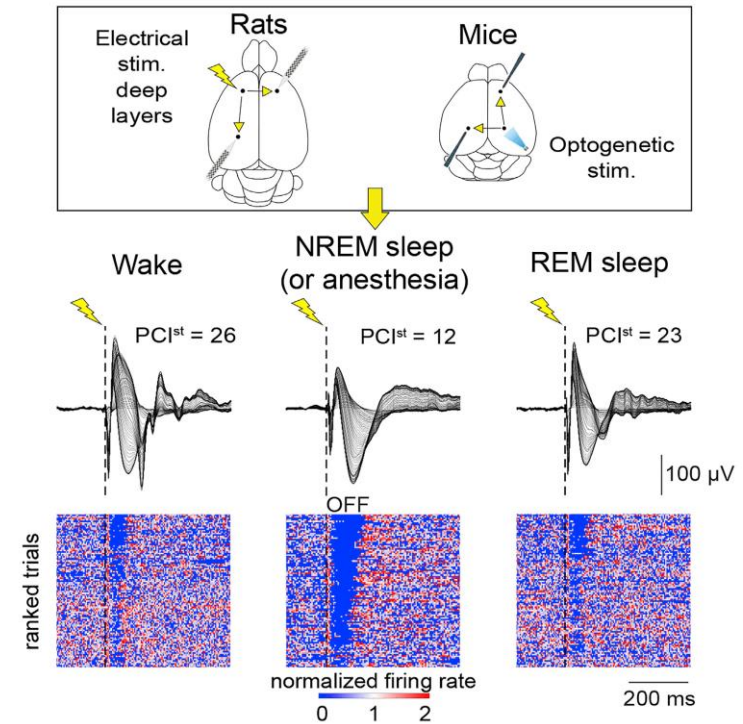 Rats
Electrical
stim.
deep
layers
Mice
Optogenetic
stim.
Wake
NREM sleep
(or anesthesia)
REM sleep
PCIˢᵗ = 26
PCIˢᵗ = 12
PCIˢᵗ = 23
100 µV
OFF
ranked trials
normalized firing rate
0 1 2
200 ms